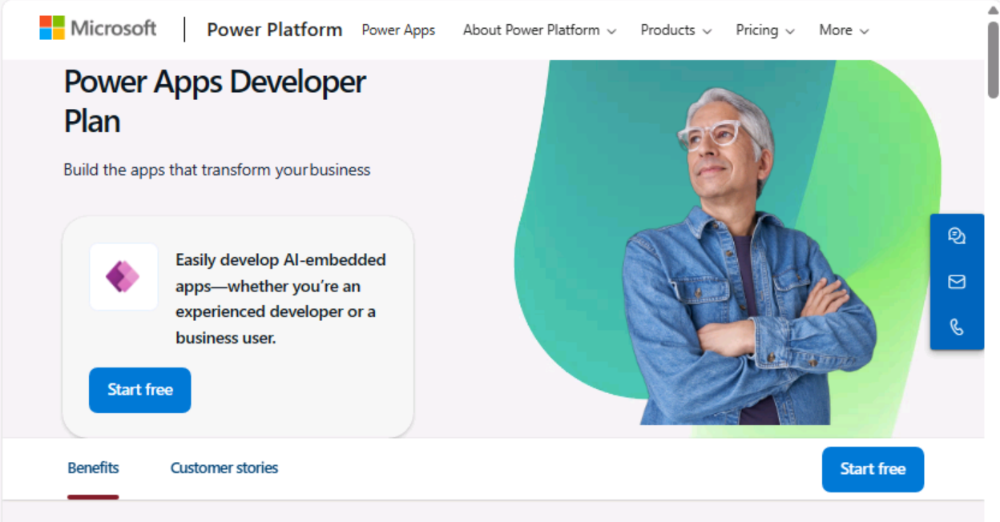 Microsoft Power Platform Power Apps About Power Platform Products Pricing More
Power Apps Developer
Plan
Build the apps that transform your business
Easily develop AI-embedded
apps—whether you're an
experienced developer or a
business user.
Start free
Benefits Customer stories Start free